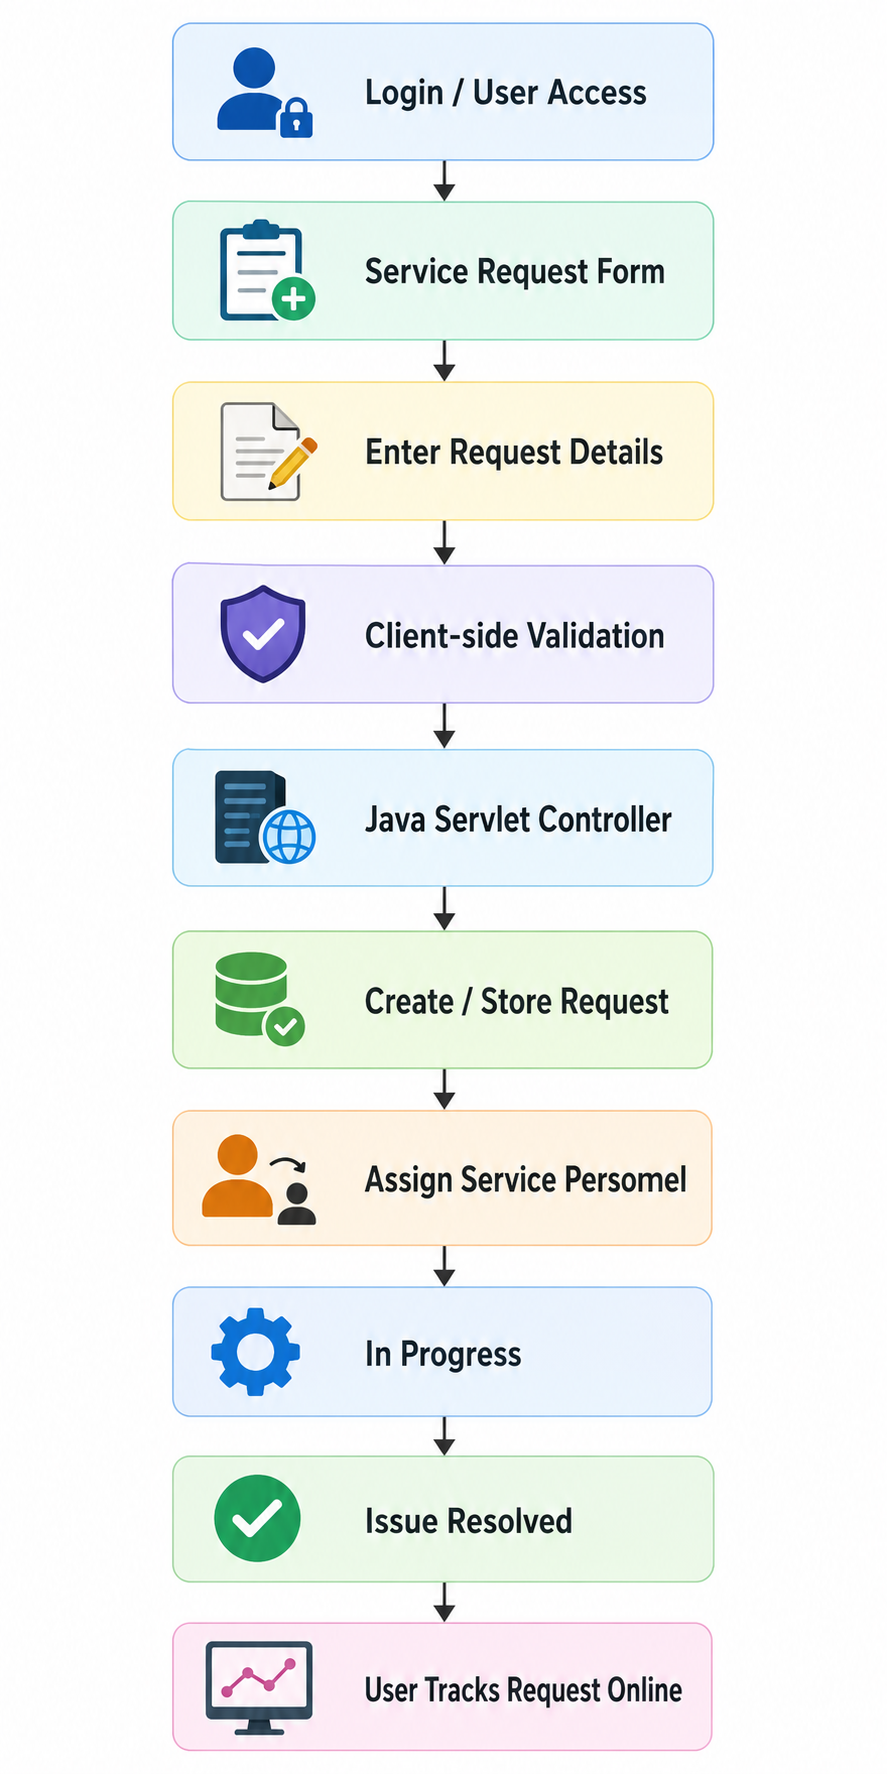 Login / User Access
Service Request Form
Enter Request Details
Client-side Validation
Java Servlet Controller
Create / Store Request
Assign Service Persomel
In Progress
Issue Resolved
User Tracks Request Online